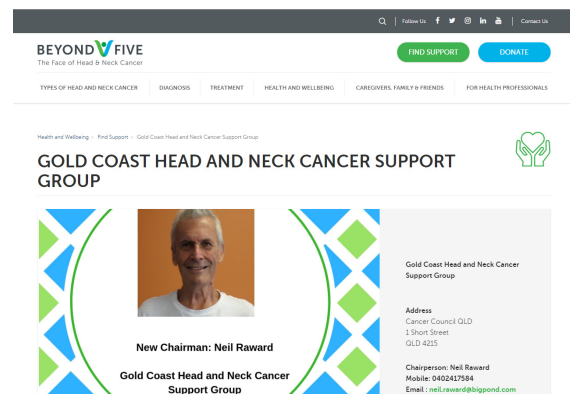 Follow Us
Contact Us
BEYOND FIVE
The Face of Head & Neck Cancer
FIND SUPPORT
DONATE
TYPES OF HEAD AND NECK CANCER
DIAGNOSIS
TREATMENT
HEALTH AND WELLBEING
CAREGIVERS, FAMILY & FRIENDS
FOR HEALTH PROFESSIONALS
Health and Wellbeing > Find Support > Gold Coast Head and Neck Cancer Support Group
GOLD COAST HEAD AND NECK CANCER SUPPORT
GROUP
New Chairman: Neil Raward
Gold Coast Head and Neck Cancer
Support Group
Gold Coast Head and Neck Cancer
Support Group
Address
Cancer Council QLD
1 Short Street
QLD 4215
Chairperson: Neil Raward
Mobile: 0402417584
Email : neil.raward@bigpond.com